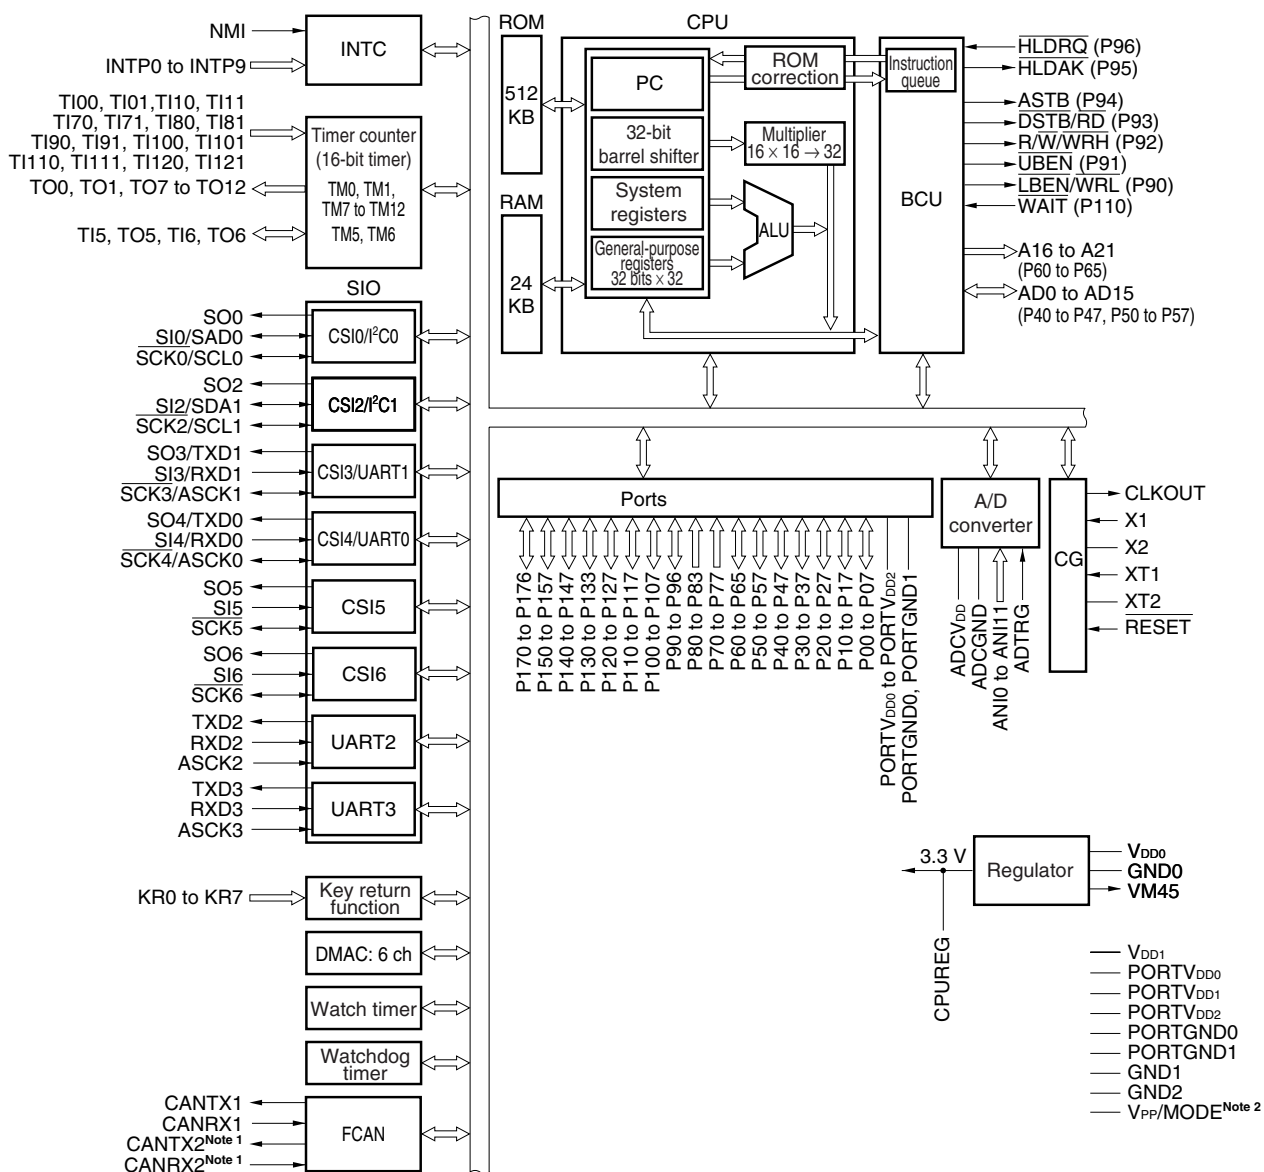 NMI
INTP0 to INTP9
INTC
TI00, TI01,TI10, TI11
TI70, TI71, TI80, TI81
TI90, TI91, TI100, TI101
TI110, TI111, TI120, TI121
TO0, TO1, TO7 to TO12
TI5, TO5, TI6, TO6
Timer counter
(16-bit timer)
TM0, TM1,
TM7 to TM12
TM5, TM6
SIO
SO0
SI0/SAD0
SCK0/SCL0
CSI0/I²C0
SO2
SI2/SDA1
SCK2/SCL1
CSI2/I²C1
SO3/TXD1
SI3/RXD1
SCK3/ASCK1
CSI3/UART1
SO4/TXD0
SI4/RXD0
SCK4/ASCK0
CSI4/UART0
SO5
SI5
SCK5
CSI5
SO6
SI6
SCK6
CSI6
TXD2
RXD2
ASCK2
UART2
TXD3
RXD3
ASCK3
UART3
KR0 to KR7
Key return
function
DMAC: 6 ch
Watch timer
Watchdog
timer
CANTX1
CANRX1
CANTX2Note 1
CANRX2Note 1
FCAN
ROM
512
KB
RAM
24
KB
CPU
PC
32-bit
barrel shifter
System
registers
General-purpose
registers
32 bits × 32
ROM
correction
Multiplier
16 × 16 → 32
ALU
Instruction
queue
BCU
HLDRQ (P96)
HLDAK (P95)
ASTB (P94)
DSTB/RD (P93)
R/W/WRH (P92)
UBEN (P91)
LBEN/WRL (P90)
WAIT (P110)
A16 to A21
(P60 to P65)
AD0 to AD15
(P40 to P47, P50 to P57)
Ports
P170 to P176
P150 to P157
P140 to P147
P130 to P133
P120 to P127
P110 to P117
P100 to P107
P90 to P96
P80 to P83
P70 to P77
P60 to P65
P50 to P57
P40 to P47
P30 to P37
P20 to P27
P10 to P17
P00 to P07
PORTVDD0 to PORTVDD2
PORTGND0, PORTGND1
A/D
converter
ADCVDD
ADCGND
ANI0 to ANI11
ADTRG
CG
CLKOUT
X1
X2
XT1
XT2
RESET
3.3 V
Regulator
VDD0
GND0
VM45
CPUREG
VDD1
PORTVDD0
PORTVDD1
PORTVDD2
PORTGND0
PORTGND1
GND1
GND2
VPP/MODENote 2